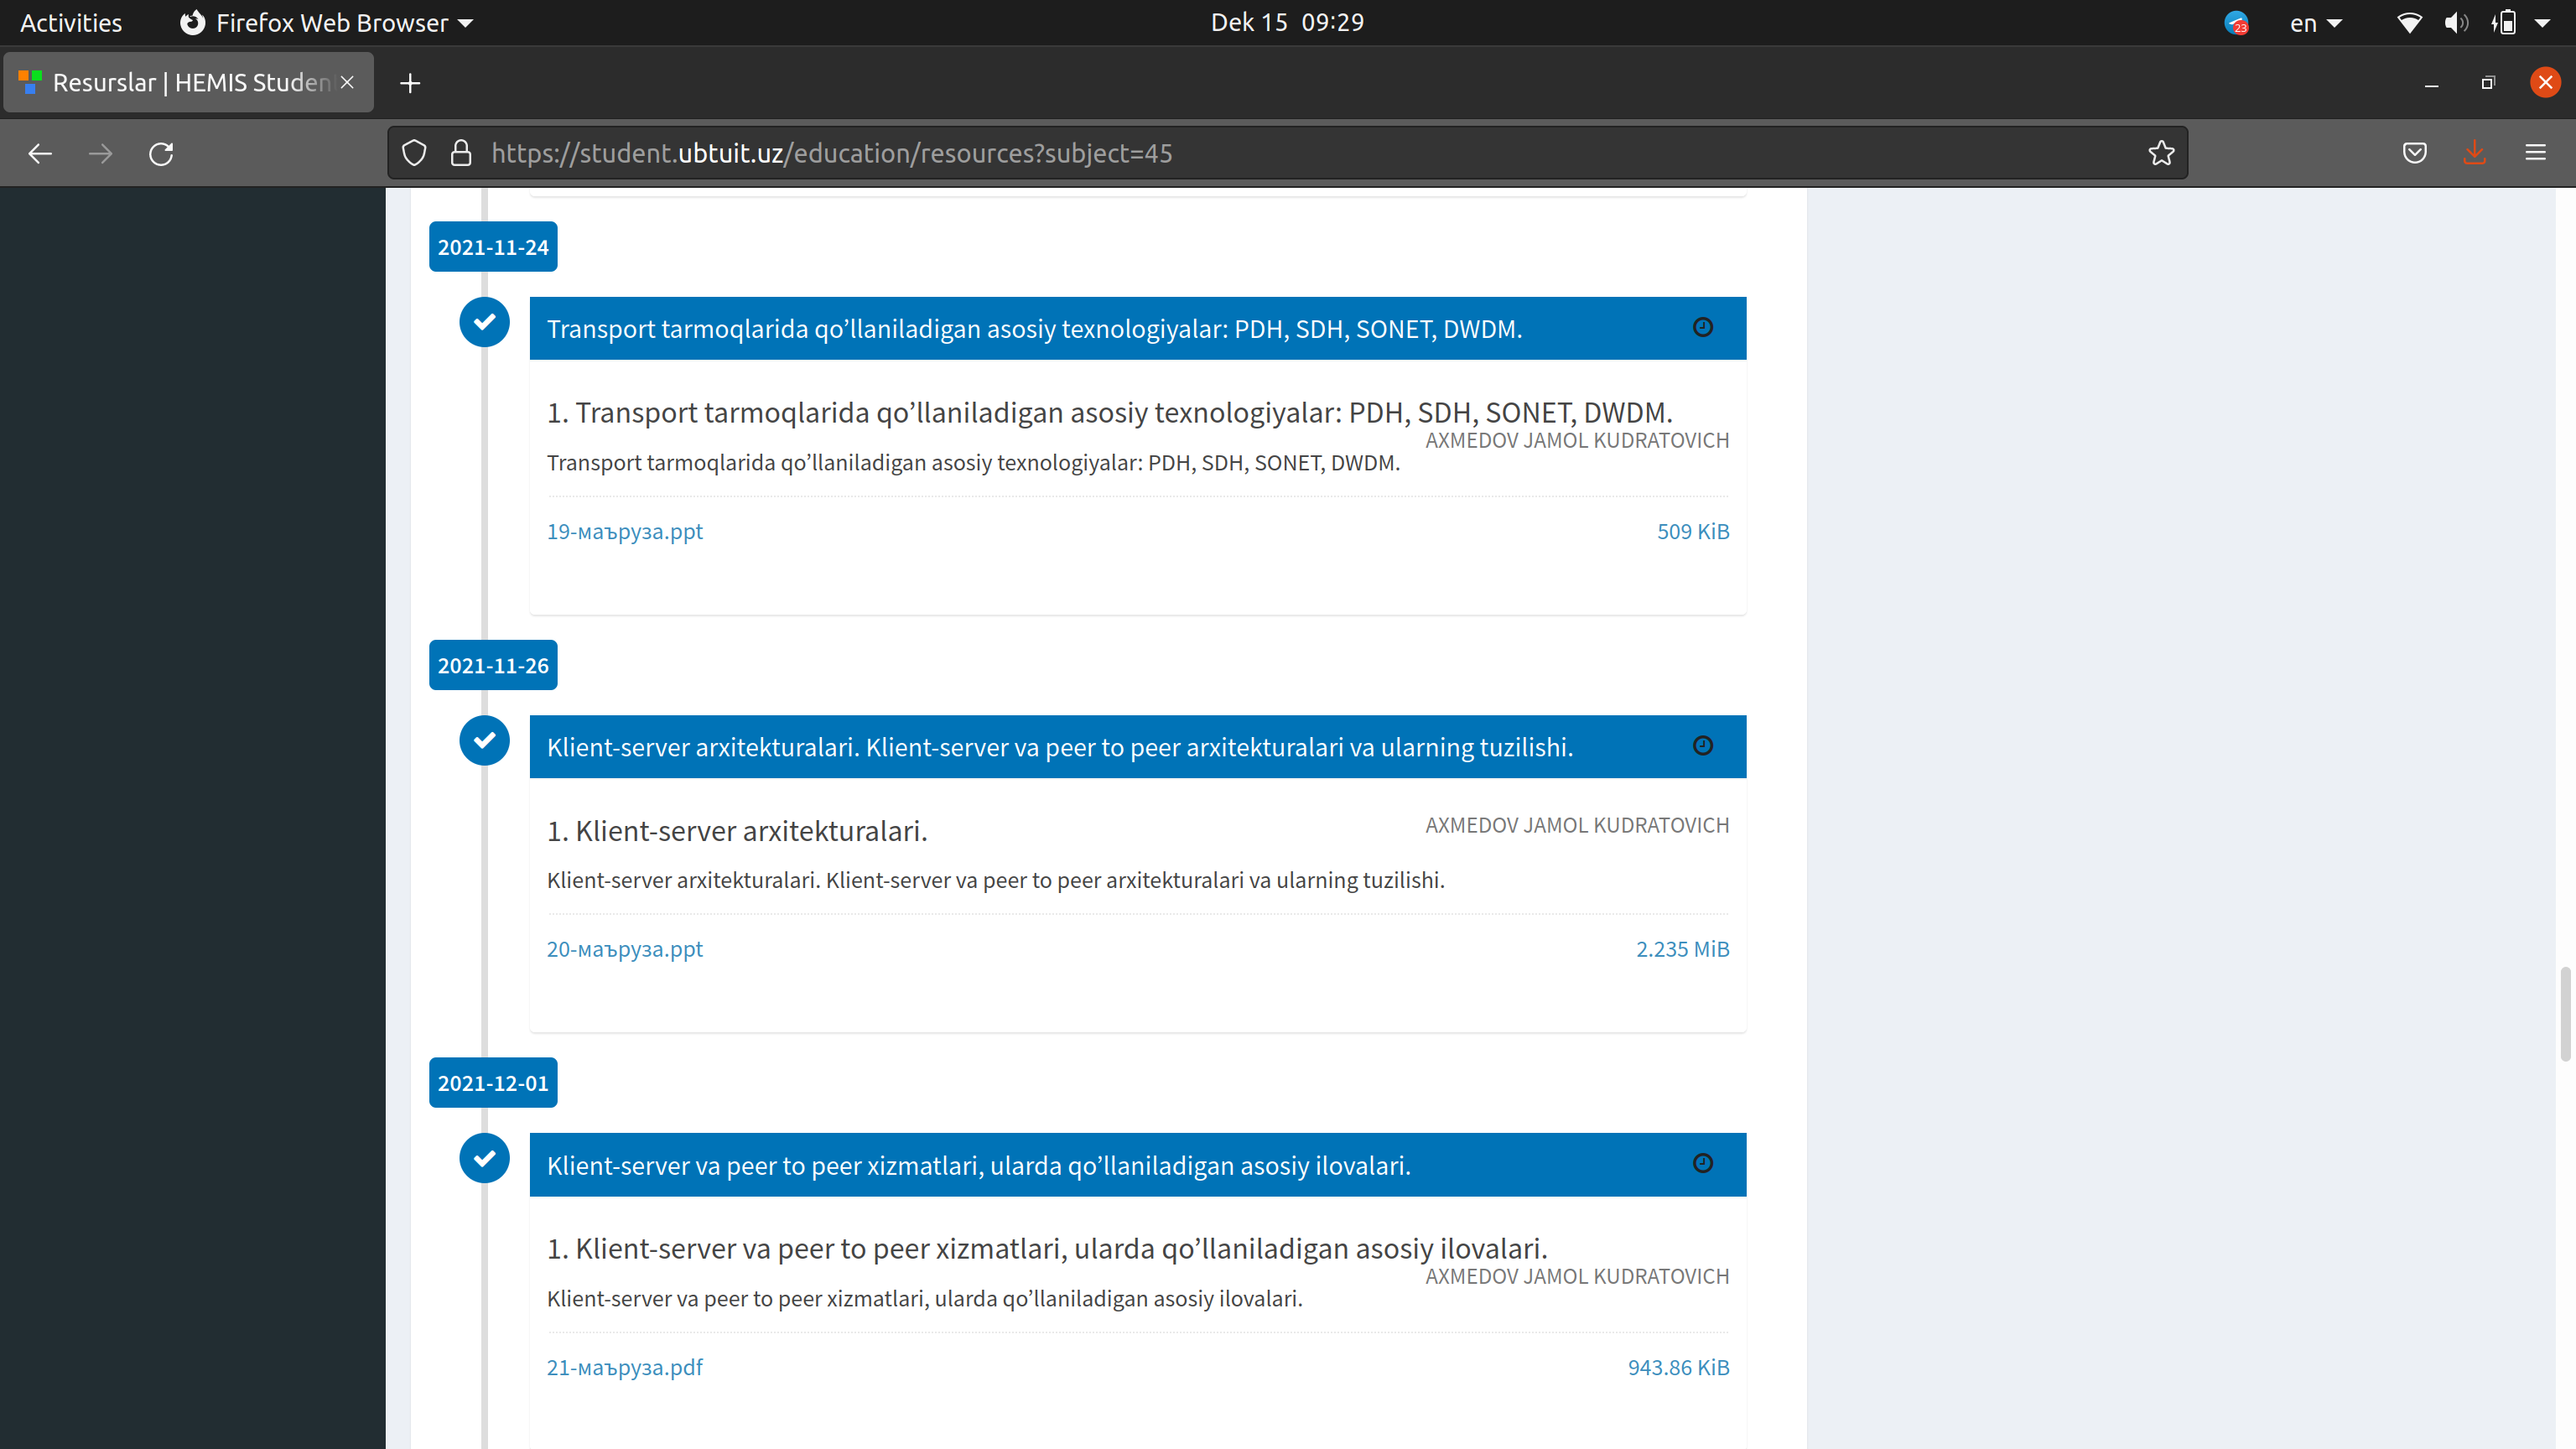 Activities
Firefox Web Browser
Dek 15 09:29
23
en
Resurslar | HEMIS Studen
https://student.ubtuit.uz/education/resources?subject=45
2021-11-24
Transport tarmoqlarida qo’llaniladigan asosiy texnologiyalar: PDH, SDH, SONET, DWDM.
1. Transport tarmoqlarida qo’llaniladigan asosiy texnologiyalar: PDH, SDH, SONET, DWDM.
AXMEDOV JAMOL KUDRATOVICH
Transport tarmoqlarida qo’llaniladigan asosiy texnologiyalar: PDH, SDH, SONET, DWDM.
19-маъруза.ppt 509 KiB
2021-11-26
Klient-server arxitekturalari. Klient-server va peer to peer arxitekturalari va ularning tuzilishi.
1. Klient-server arxitekturalari. AXMEDOV JAMOL KUDRATOVICH
Klient-server arxitekturalari. Klient-server va peer to peer arxitekturalari va ularning tuzilishi.
20-маъруза.ppt 2.235 MiB
2021-12-01
Klient-server va peer to peer xizmatlari, ularda qo’llaniladigan asosiy ilovalari.
1. Klient-server va peer to peer xizmatlari, ularda qo’llaniladigan asosiy ilovalari.
AXMEDOV JAMOL KUDRATOVICH
Klient-server va peer to peer xizmatlari, ularda qo’llaniladigan asosiy ilovalari.
21-маъруза.pdf 943.86 KiB